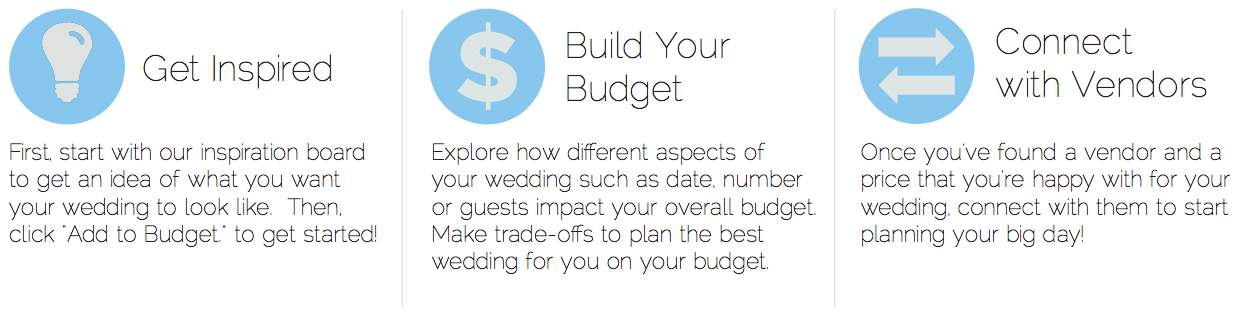 Get Inspired
First, start with our inspiration board
to get an idea of what you want
your wedding to look like.  Then,
click "Add to Budget." to get started!
$
Build Your
Budget
Explore how different aspects of
your wedding such as date, number
or guests impact your overall budget.
Make trade-offs to plan the best
wedding for you on your budget.
Connect
with Vendors
Once you've found a vendor and a
price that you're happy with for your
wedding, connect with them to start
planning your big day!